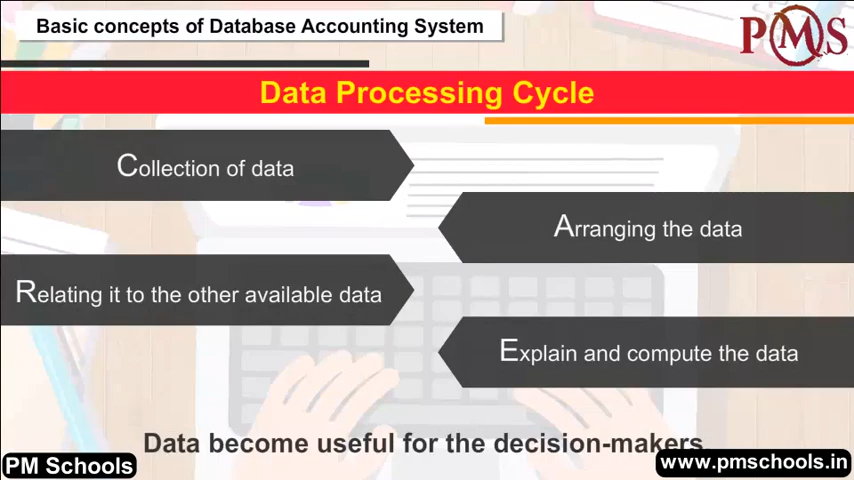 Basic concepts of Database Accounting System
PMS
Data Processing Cycle
Collection of data
Arranging the data
Relating it to the other available data
Explain and compute the data
Data become useful for the decision-makers
PM Schools
www.pmschools.in